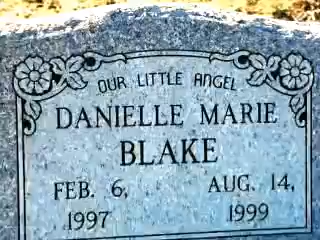 OUR LITTLE ANGEL
DANIELLE MARIE
BLAKE
FEB. 6, AUG. 14,
1997 1999